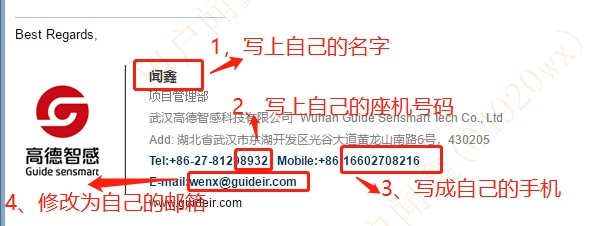 Best Regards,
1，写上自己的名字
闻鑫
项目管理部
2、写上自己的座机号码
武汉高德智感科技有限公司 Wuhan Guide Sensmart Tech Co., Ltd
Add: 湖北省武汉市东湖开发区光谷大道黄龙山南路6号，430205
高德智感
Guide sensmart
Tel:+86-27-81298932 Mobile:+86 16602708216
E-mail:wenx@guideir.com
3、写成自己的手机
4、修改为自己的邮箱
www.guideir.com